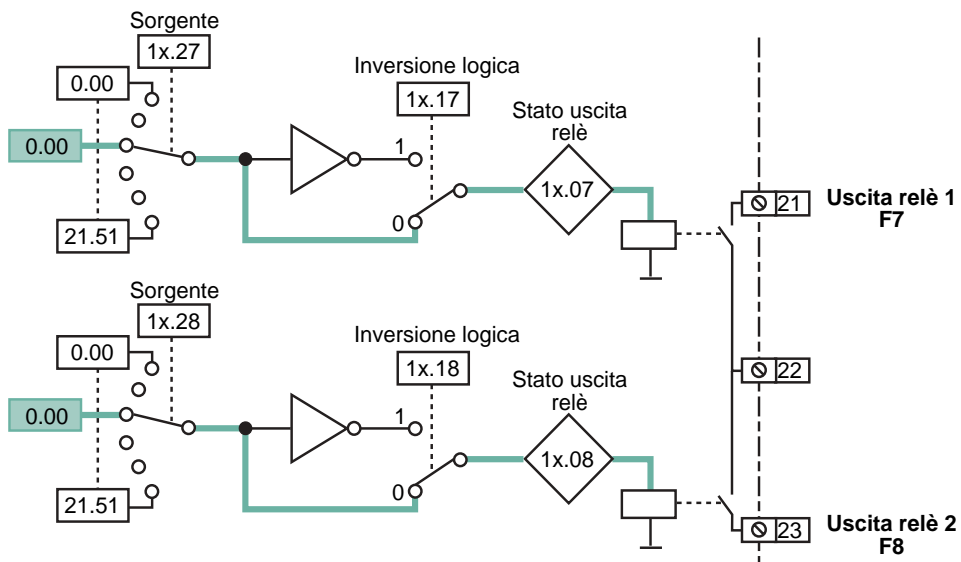 Sorgente
1x.27
0.00
0.00
21.51
Inversione logica
1x.17
1
0
Stato uscita
relè
1x.07
21
Uscita relè 1
F7
Sorgente
1x.28
0.00
0.00
21.51
Inversione logica
1x.18
1
0
Stato uscita
relè
1x.08
22
23
Uscita relè 2
F8